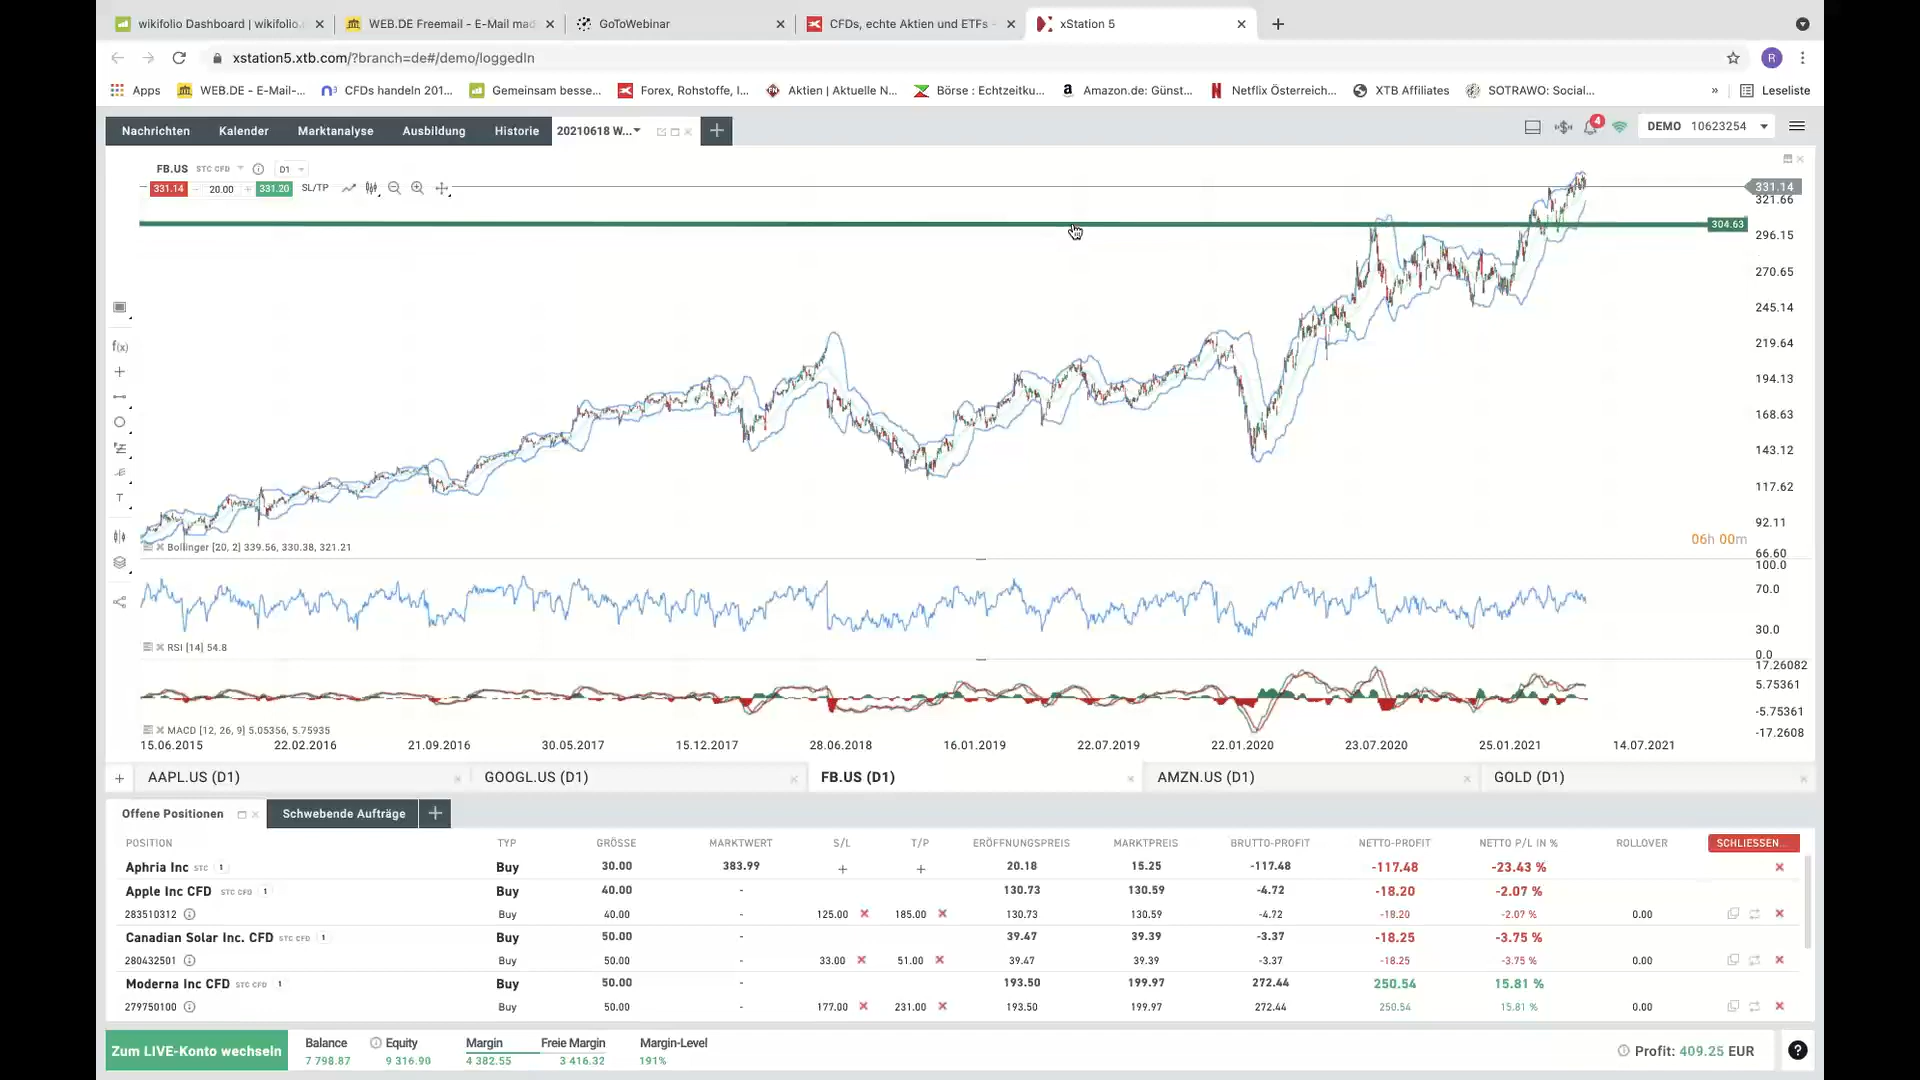 wikifolio Dashboard | wikifolio.
WEB.DE Freemail - E-Mail mad
GoToWebinar
CFDs, echte Aktien und ETFs -
xStation 5
xstation5.xtb.com/?branch=de#/demo/loggedIn
R
Apps
WEB.DE - E-Mail-...
CFDs handeln 201...
Gemeinsam besse...
Forex, Rohstoffe, I...
Aktien | Aktuelle N...
Börse : Echtzeitku...
Amazon.de: Günst...
Netflix Österreich...
XTB Affiliates
SOTRAWO: Social...
»
Leseliste
Nachrichten
Kalender
Marktanalyse
Ausbildung
Historie
20210618 W...
4
DEMO 10623254
FB.US STC CFD D1
331.14 20.00 331.20 SL/TP
331.14
321.66
304.63
296.15
270.65
245.14
219.64
194.13
168.63
143.12
117.62
92.11
66.60
f(x)
T
06h 00m
Bollinger [20, 2] 339.56, 330.38, 321.21
100.0
70.0
30.0
0.0
RSI [14] 54.8
17.26082
5.75361
-5.75361
-17.2608
MACD [12, 26, 9] 5.05356, 5.75935
15.06.2015 22.02.2016 21.09.2016 30.05.2017 15.12.2017 28.06.2018 16.01.2019 22.07.2019 22.01.2020 23.07.2020 25.01.2021 14.07.2021
AAPL.US (D1) GOOGL.US (D1) FB.US (D1) AMZN.US (D1) GOLD (D1)
Offene Positionen Schwebende Aufträge
POSITION TYP GRÖSSE MARKTWERT S/L T/P ERÖFFNUNGSPREIS MARKTPREIS BRUTTO-PROFIT NETTO-PROFIT NETTO P/L IN % ROLLOVER SCHLIESSEN...
Aphria Inc STC 1 Buy 30.00 383.99 + + 20.18 15.25 -117.48 -117.48 -23.43 %
Apple Inc CFD STC CFD 1 Buy 40.00 - 130.73 130.59 -4.72 -18.20 -2.07 %
283510312 Buy 40.00 - 125.00 185.00 130.73 130.59 -4.72 -18.20 -2.07 % 0.00
Canadian Solar Inc. CFD STC CFD 1 Buy 50.00 - 39.47 39.39 -3.37 -18.25 -3.75 %
280432501 Buy 50.00 - 33.00 51.00 39.47 39.39 -3.37 -18.25 -3.75 % 0.00
Moderna Inc CFD STC CFD 1 Buy 50.00 - 193.50 199.97 272.44 250.54 15.81 %
279750100 Buy 50.00 - 177.00 231.00 193.50 199.97 272.44 250.54 15.81 % 0.00
Zum LIVE-Konto wechseln
Balance Equity Margin Freie Margin Margin-Level
7 798.87 9 316.90 4 382.55 3 416.32 191%
Profit: 409.25 EUR
?